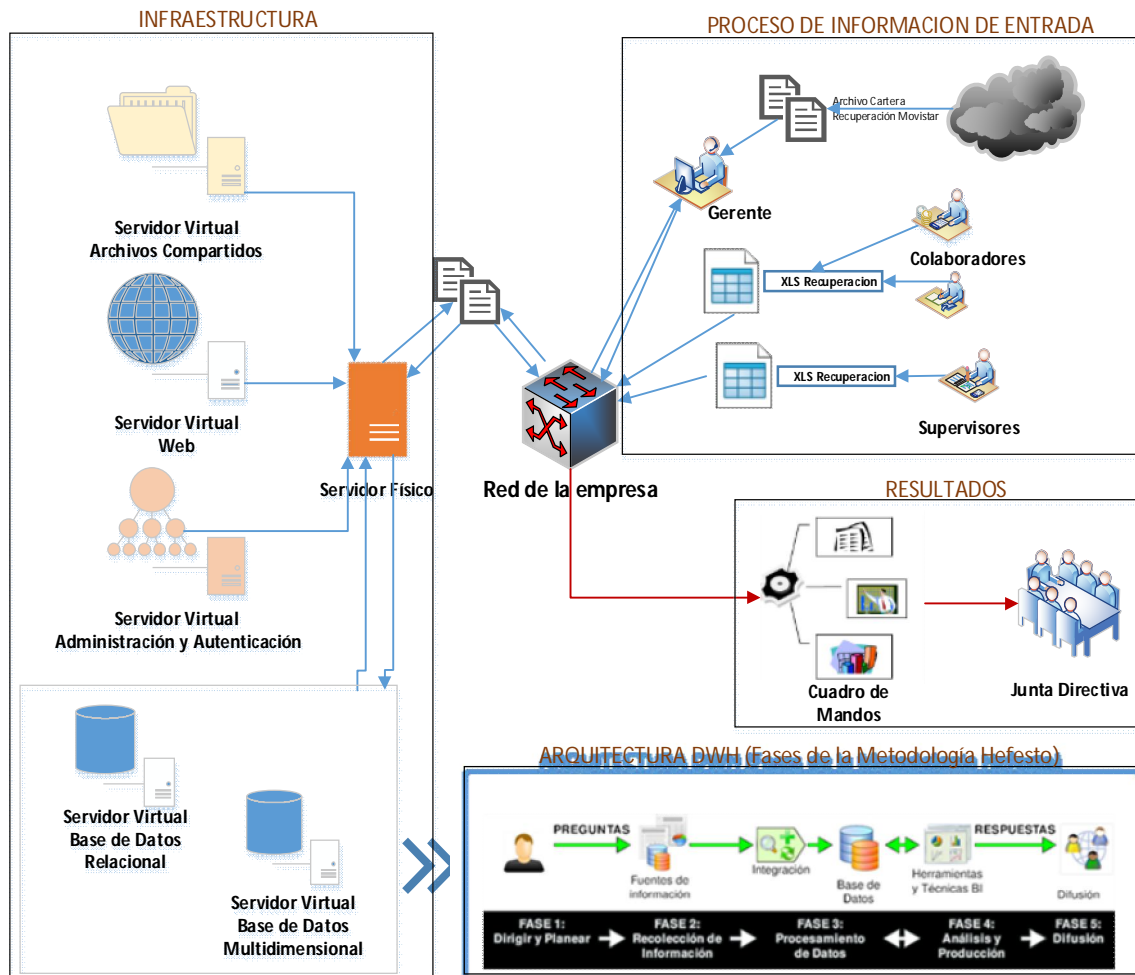 INFRAESTRUCTURA
Servidor Virtual
Archivos Compartidos
Servidor Virtual
Web
Servidor Físico
Servidor Virtual
Administración y Autenticación
Servidor Virtual
Base de Datos
Relacional
Servidor Virtual
Base de Datos
Multidimensional
Red de la empresa
PROCESO DE INFORMACION DE ENTRADA
Archivo Cartera
Recuperación Movistar
Gerente
Colaboradores
XLS Recuperacion
XLS Recuperacion
Supervisores
RESULTADOS
Cuadro de
Mandos
Junta Directiva
ARQUITECTURA DWH (Fases de la Metodología Hefesto)
PREGUNTAS
RESPUESTAS
Fuentes de
información
Integración
Base de
Datos
Herramientas
y Técnicas BI
Difusión
FASE 1:
Dirigir y Planear
FASE 2:
Recolección de
Información
FASE 3:
Procesamiento
de Datos
FASE 4:
Análisis y
Producción
FASE 5:
Difusión